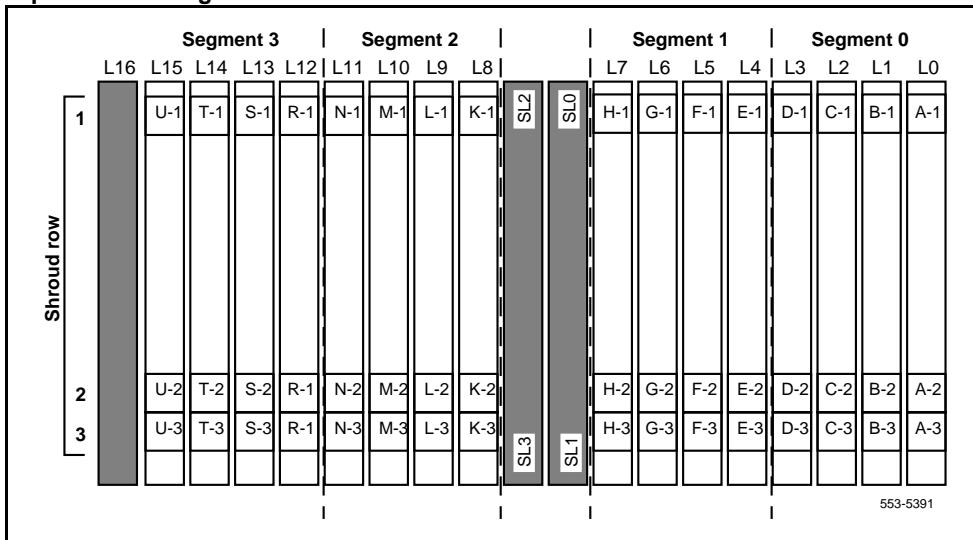 Segment 3 Segment 2 Segment 1 Segment 0
L16 L15 L14 L13 L12 L11 L10 L9 L8 L7 L6 L5 L4 L3 L2 L1 L0
1 U-1 T-1 S-1 R-1 N-1 M-1 L-1 K-1 SL2 SL0 H-1 G-1 F-1 E-1 D-1 C-1 B-1 A-1
Shroud row
2 U-2 T-2 S-2 R-1 N-2 M-2 L-2 K-2 H-2 G-2 F-2 E-2 D-2 C-2 B-2 A-2
3 U-3 T-3 S-3 R-1 N-3 M-3 L-3 K-3 SL3 SL1 H-3 G-3 F-3 E-3 D-3 C-3 B-3 A-3
553-5391